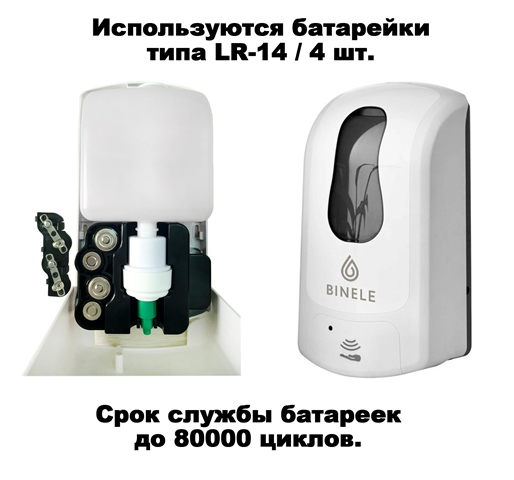 Используются батарейки
типа LR-14 / 4 шт.
BINELE
Срок службы батареек
до 80000 циклов.